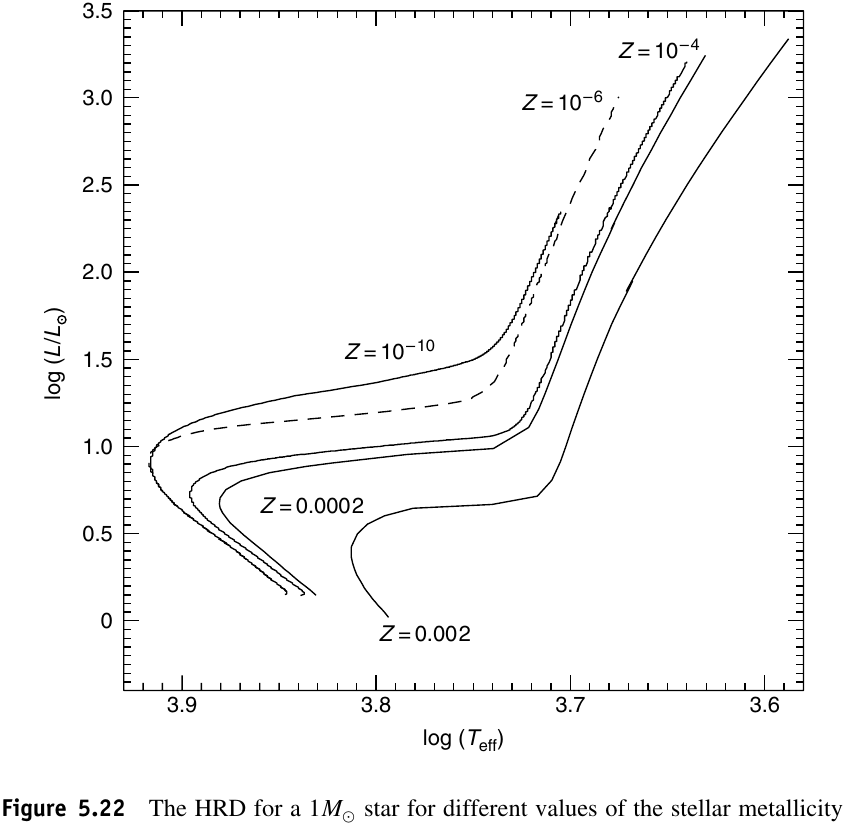 3.5
Z = 10⁻⁴
3.0
Z = 10⁻⁶
2.5
2.0
log (L/L⊙)
1.5
Z = 10⁻¹⁰
1.0
Z = 0.0002
0.5
0
Z = 0.002
3.9 3.8 3.7 3.6
log (Teff)
Figure 5.22 The HRD for a 1M⊙ star for different values of the stellar metallicity